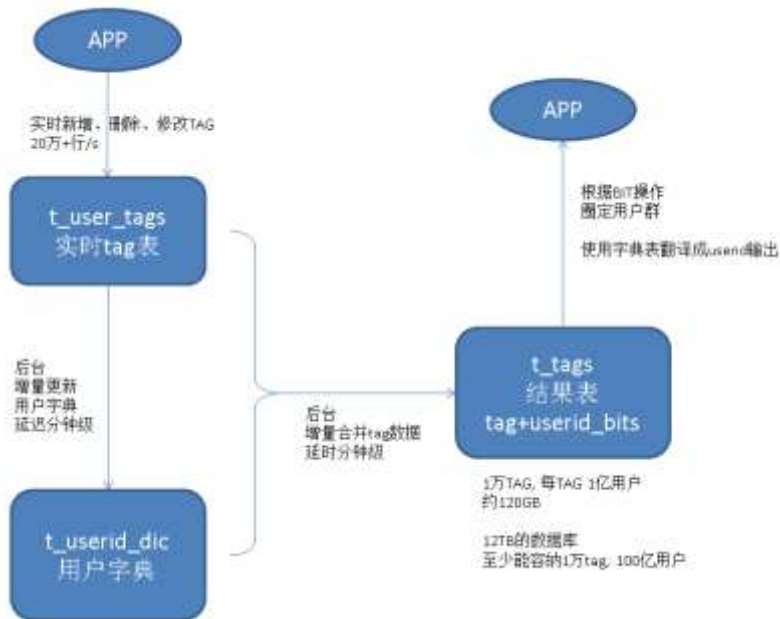 APP
实时新增、删除、修改TAG
20万+行/s
t_user_tags
实时tag表
后台
增量更新
用户字典
延迟分钟级
t_userid_dic
用户字典
后台
增量合并tag数据
延时分钟级
APP
根据BIT操作
圈定用户群
使用字典表翻译成userid输出
t_tags
结果表
tag+userid_bits
1万TAG, 每TAG 1亿用户
约120GB
12TB的数据库
至少能容纳1万tag, 100亿用户